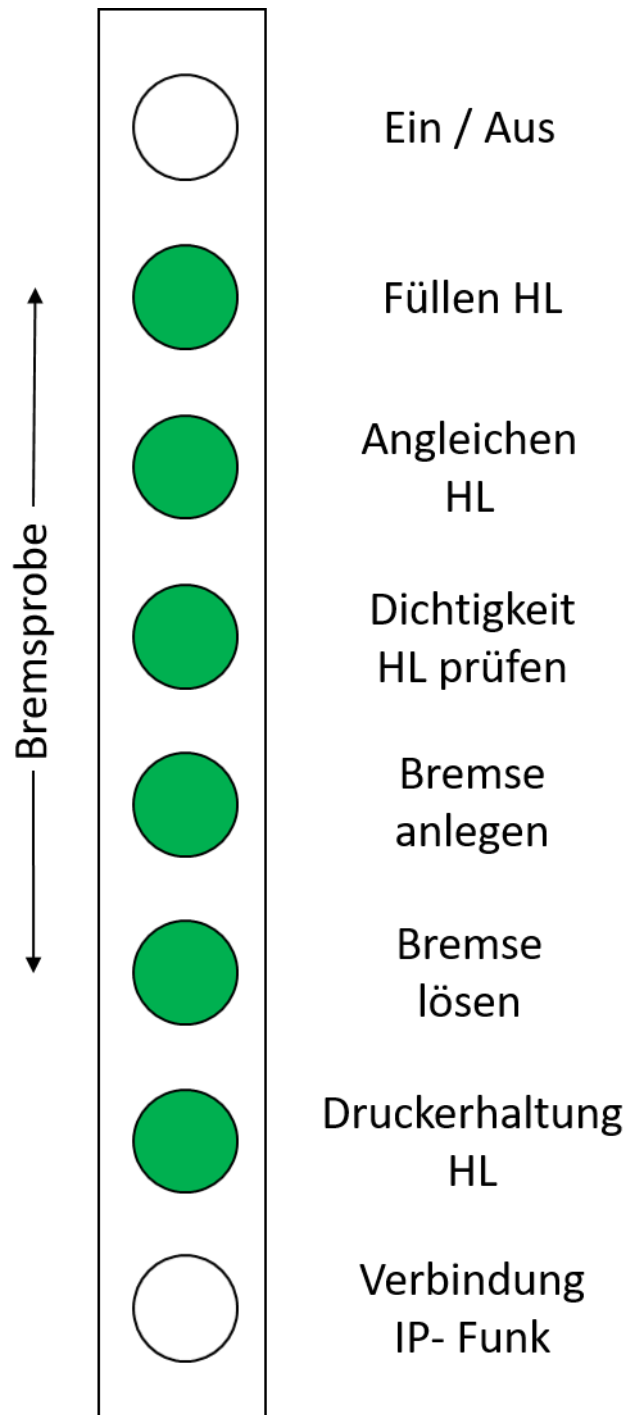 Ein / Aus
Füllen HL
Angleichen
HL
Dichtigkeit
HL prüfen
Bremse
anlegen
Bremse
lösen
Druckerhaltung
HL
Verbindung
IP- Funk
Bremsprobe